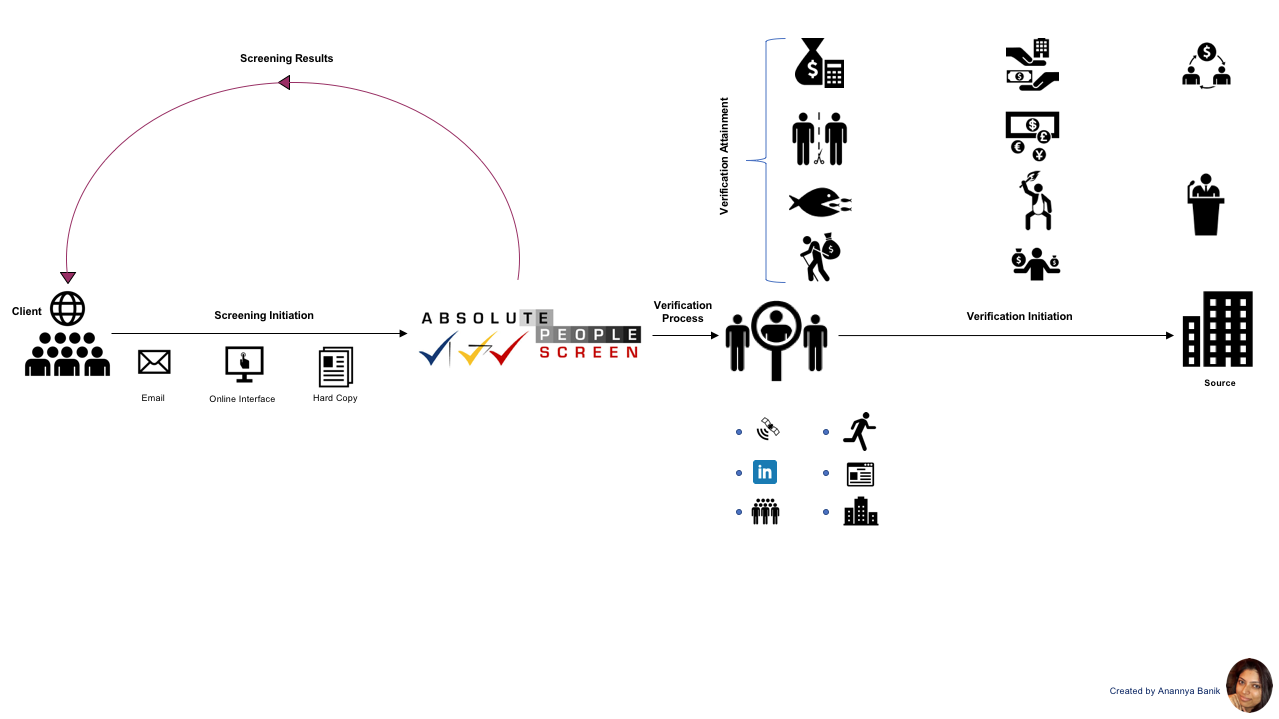 Screening Results
Verification Attainment
Client
Screening Initiation
Email
Online Interface
Hard Copy
ABSOLUTE
PEOPLE
SCREEN
Verification
Process
Verification Initiation
Source
in
Created by Anannya Banik